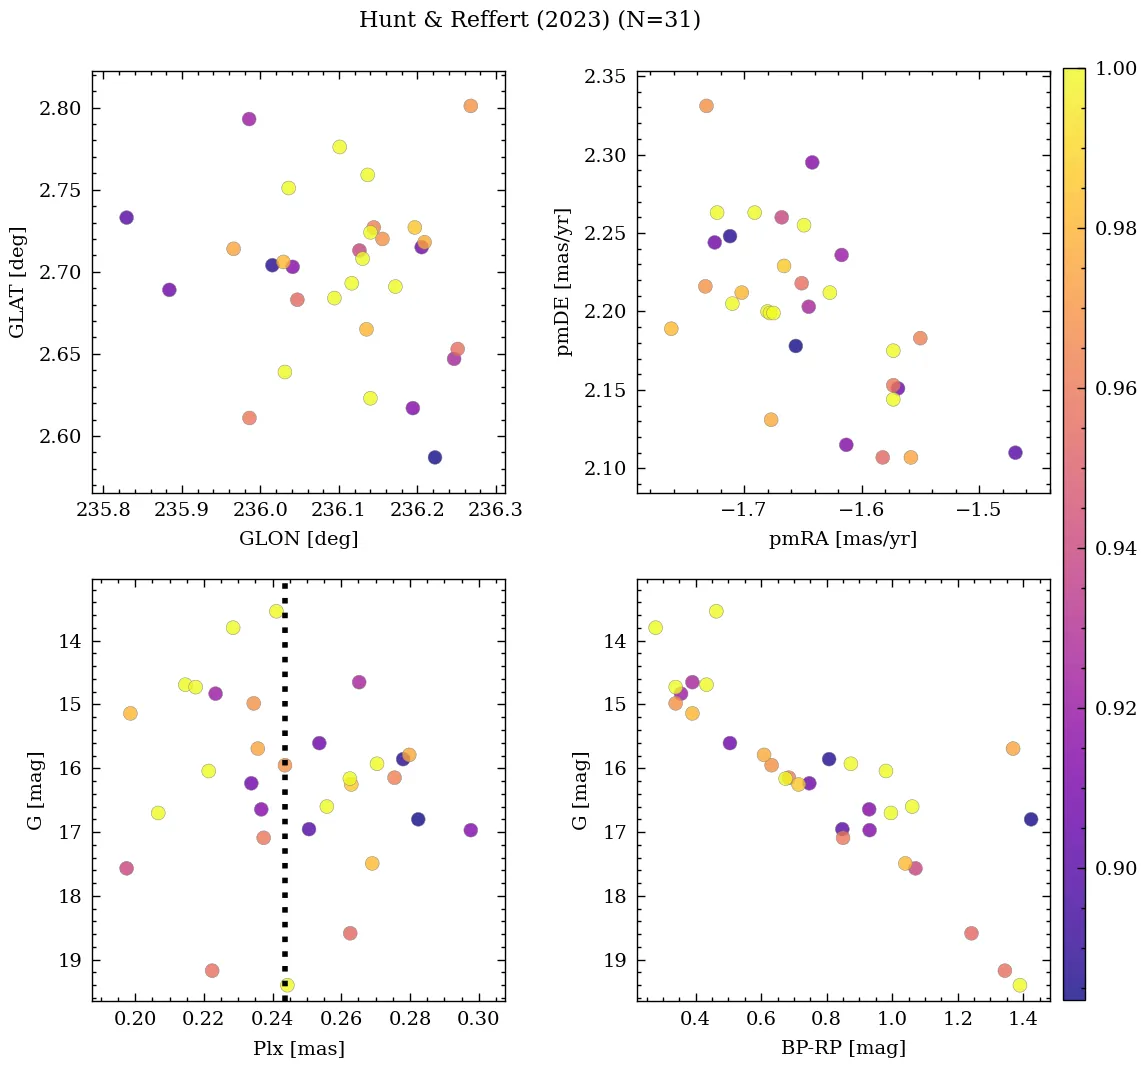 Hunt & Reffert (2023) (N=31)
2.80
2.75
2.70
2.65
2.60
GLAT [deg]
235.8 235.9 236.0 236.1 236.2 236.3
GLON [deg]
2.35
2.30
2.25
2.20
2.15
2.10
pmDE [mas/yr]
−1.7 −1.6 −1.5
pmRA [mas/yr]
1.00
0.98
0.96
0.94
0.92
0.90
14
15
16
17
18
19
G [mag]
0.20 0.22 0.24 0.26 0.28 0.30
Plx [mas]
14
15
16
17
18
19
G [mag]
0.4 0.6 0.8 1.0 1.2 1.4
BP-RP [mag]